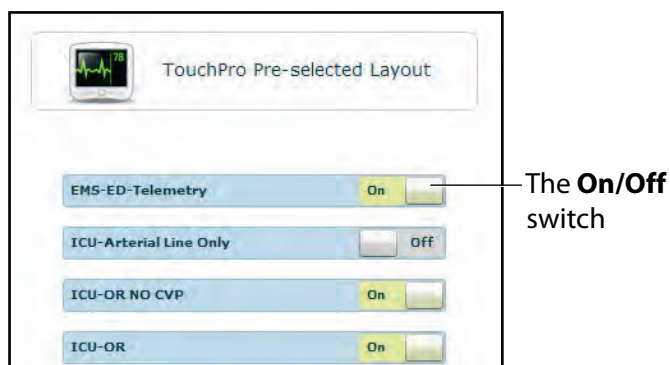 78
TouchPro Pre-selected Layout
EMS-ED-Telemetry On
The On/Off
switch
ICU-Arterial Line Only Off
ICU-OR NO CVP On
ICU-OR On